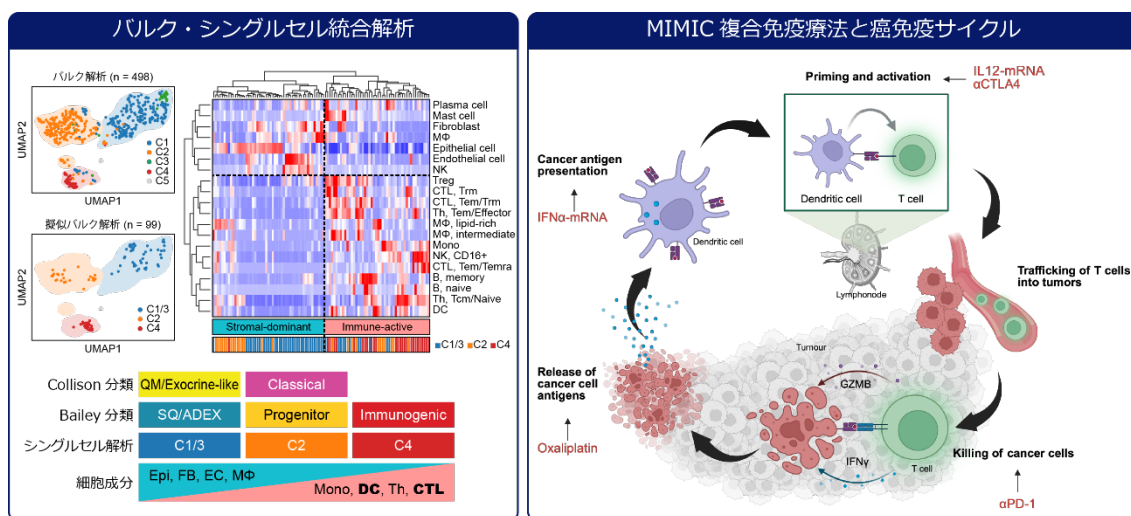 バルク・シングルセル統合解析
バルク解析 (n = 498)
UMAP2
C1
C2
C3
C4
C5
UMAP1
擬似バルク解析 (n = 99)
UMAP2
C1/3
C2
C4
UMAP1
Plasma cell
Mast cell
Fibroblast
MΦ
Epithelial cell
Endothelial cell
NK
Treg
CTL, Trm
CTL, Tem/Trm
Th, Tem/Effector
MΦ, lipid-rich
MΦ, intermediate
Mono
NK, CD16+
CTL, Tem/Temra
B, memory
B, naive
Th, Tcm/Naive
DC
Stromal-dominant
Immune-active
C1/3 C2 C4
Collison 分類 QM/Exocrine-like Classical
Bailey 分類 SQ/ADEX Progenitor Immunogenic
シングルセル解析 C1/3 C2 C4
細胞成分 Epi, FB, EC, MΦ
Mono, DC, Th, CTL
MIMIC 複合免疫療法と癌免疫サイクル
Priming and activation
IL12-mRNA
αCTLA4
Dendritic cell
T cell
Lymphonode
Cancer antigen
presentation
IFNα-mRNA
Dendritic cell
Trafficking of T cells
into tumors
Release of
cancer cell
antigens
Oxaliplatin
Tumour
GZMB
IFNγ
T cell
Killing of cancer cells
αPD-1